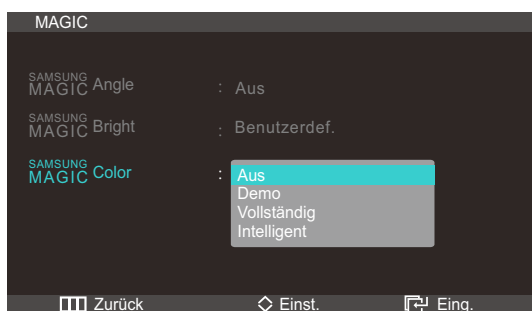 MAGIC
SAMSUNG MAGIC Angle : Aus
SAMSUNG MAGIC Bright : Benutzerdef.
SAMSUNG MAGIC Color : Aus
Demo
Vollständig
Intelligent
Zurück Einst. Eing.